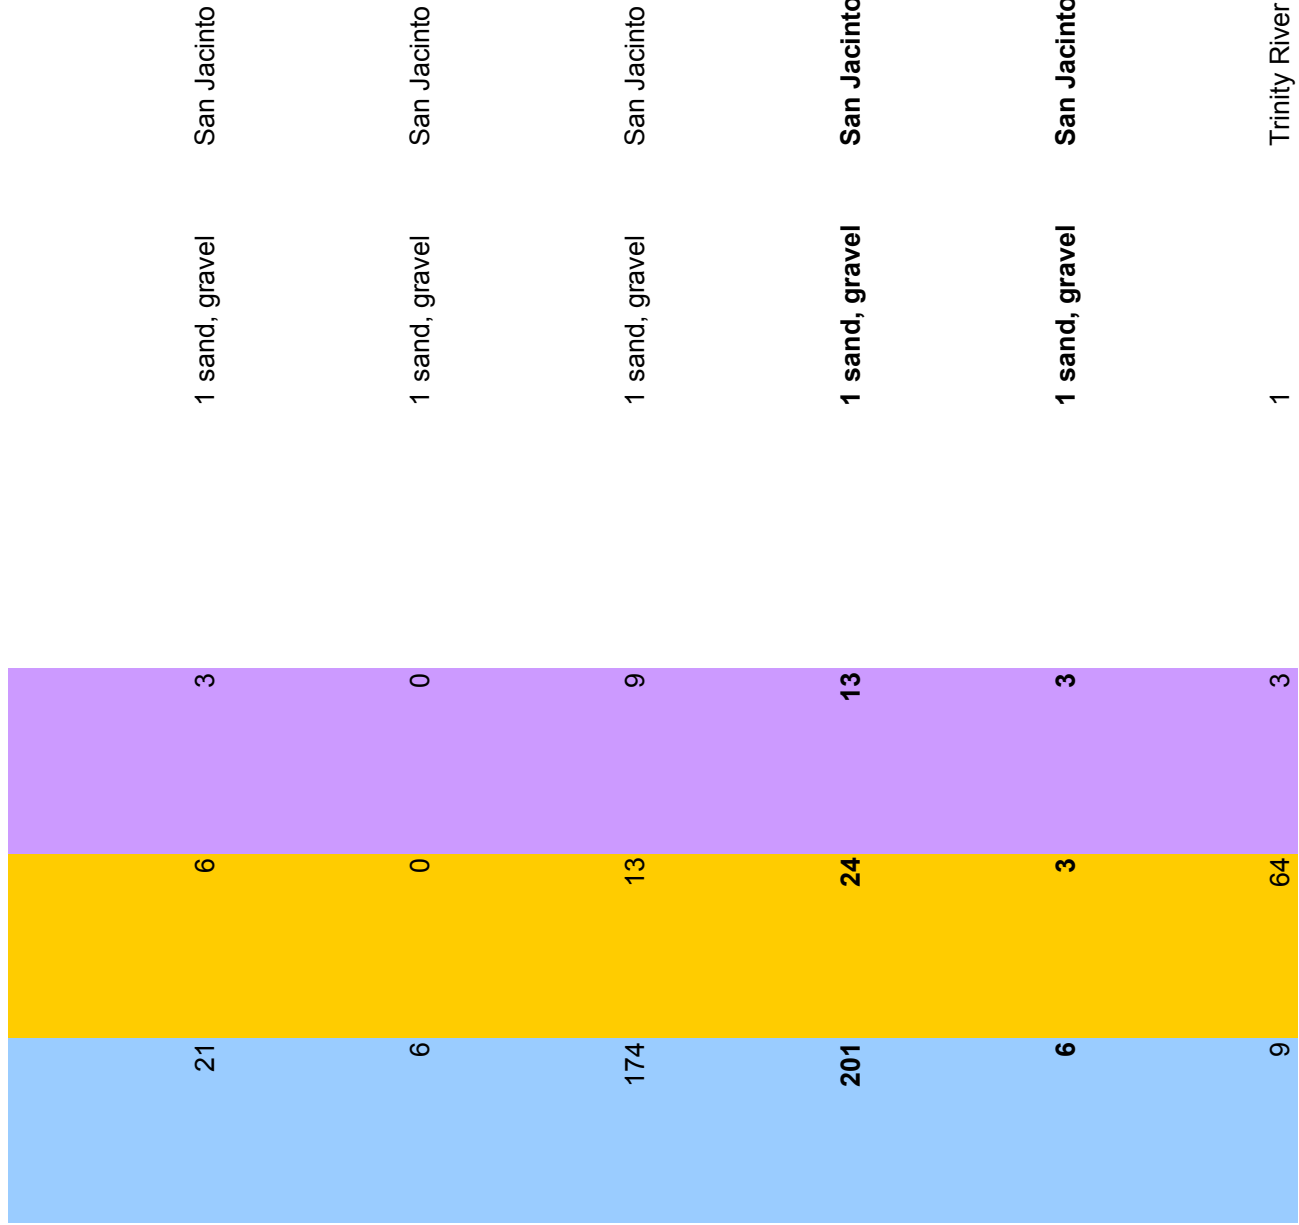 21 6 3 1 sand, gravel San Jacinto
6 0 0 1 sand, gravel San Jacinto
174 13 9 1 sand, gravel San Jacinto
201 24 13 1 sand, gravel San Jacinto
6 3 3 1 sand, gravel San Jacinto
9 64 3 1 Trinity River